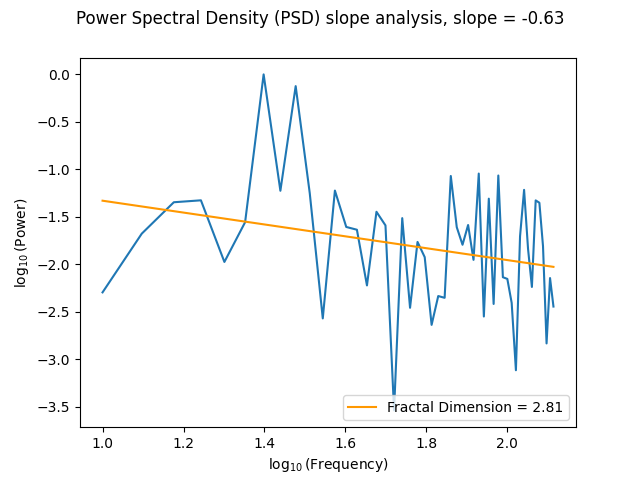 Power Spectral Density (PSD) slope analysis, slope = -0.63
0.0
−0.5
−1.0
−1.5
−2.0
−2.5
−3.0
−3.5
log₁₀(Power)
Fractal Dimension = 2.81
1.0 1.2 1.4 1.6 1.8 2.0
log₁₀(Frequency)